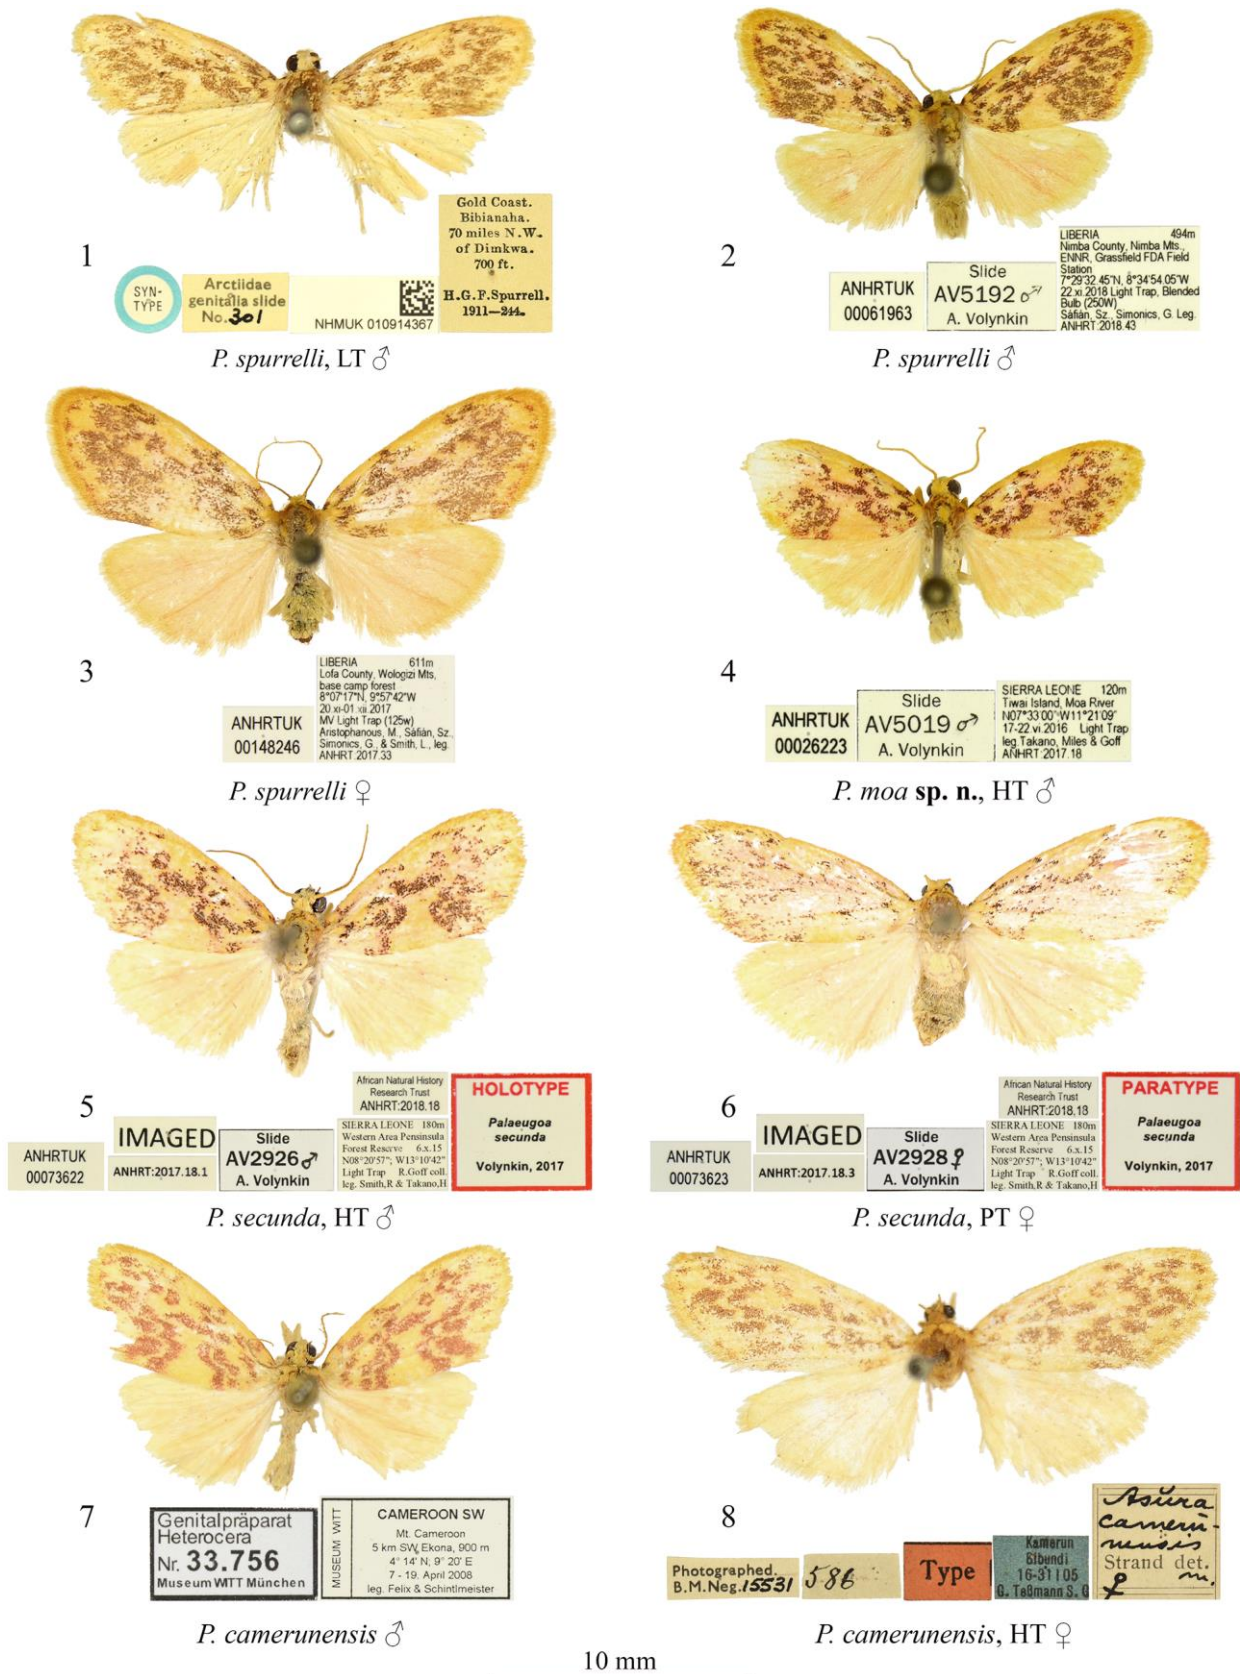 1
SYN-
TYPE
Arctiidae
genitalia slide
No. 301
NHMUK 010914367
Gold Coast.
Bibianaha.
70 miles N.W.
of Dimkwa.
700 ft.
H.G.F.Spurrell.
1911—244.
P. spurrelli, LT ♂
2
ANHRTUK
00061963
Slide
AV5192 ♂
A. Volynkin
LIBERIA 494m
Nimba County, Nimba Mts.,
ENNR, Grassfield FDA Field
Station
7°29'32.45"N, 8°34'54.05"W
22.xi.2018 Light Trap, Blended
Bulb (250W)
Sáfián, Sz., Simonics, G. Leg.
ANHRT:2018.43
P. spurrelli ♂
3
ANHRTUK
00148246
LIBERIA 611m
Lofa County, Wologizi Mts,
base camp forest
8°07'17"N, 9°57'42"W
20.xi-01.xii.2017
MV Light Trap (125w)
Aristophanous, M., Sáfián, Sz.,
Simonics, G., & Smith, L., leg.
ANHRT:2017.33
P. spurrelli ♀
4
ANHRTUK
00026223
Slide
AV5019 ♂
A. Volynkin
SIERRA LEONE 120m
Tiwai Island, Moa River
N07°33'00" W11°21'09"
17-22.vi.2016 Light Trap
leg.Takano, Miles & Goff
ANHRT:2017.18
P. moa sp. n., HT ♂
5
ANHRTUK
00073622
IMAGED
ANHRT:2017.18.1
Slide
AV2926 ♂
A. Volynkin
African Natural History
Research Trust
ANHRT:2018.18
SIERRA LEONE 180m
Western Area Pensinsula
Forest Reserve 6.x.15
N08°20'57"; W13°10'42"
Light Trap R.Goff coll.
leg. Smith,R & Takano,H
HOLOTYPE
Palaeugoa
secunda
Volynkin, 2017
P. secunda, HT ♂
6
ANHRTUK
00073623
IMAGED
ANHRT:2017.18.3
Slide
AV2928 ♀
A. Volynkin
African Natural History
Research Trust
ANHRT:2018.18
SIERRA LEONE 180m
Western Area Pensinsula
Forest Reserve 6.x.15
N08°20'57"; W13°10'42"
Light Trap R.Goff coll.
leg. Smith,R & Takano,H
PARATYPE
Palaeugoa
secunda
Volynkin, 2017
P. secunda, PT ♀
7
Genitalpräparat
Heterocera
Nr. 33.756
Museum WITT München
MUSEUM WITT
CAMEROON SW
Mt. Cameroon
5 km SW Ekona, 900 m
4° 14' N; 9° 20' E
7 - 19. April 2008
leg. Felix & Schintlmeister
P. camerunensis ♂
8
Photographed.
B.M.Neg. 15531
586
Type
Kamerun
Sibundi
16-31 I 05
G. Teßmann S. G
Asura
camerun-
nensis
Strand det.
♀ m.
P. camerunensis, HT ♀
10 mm